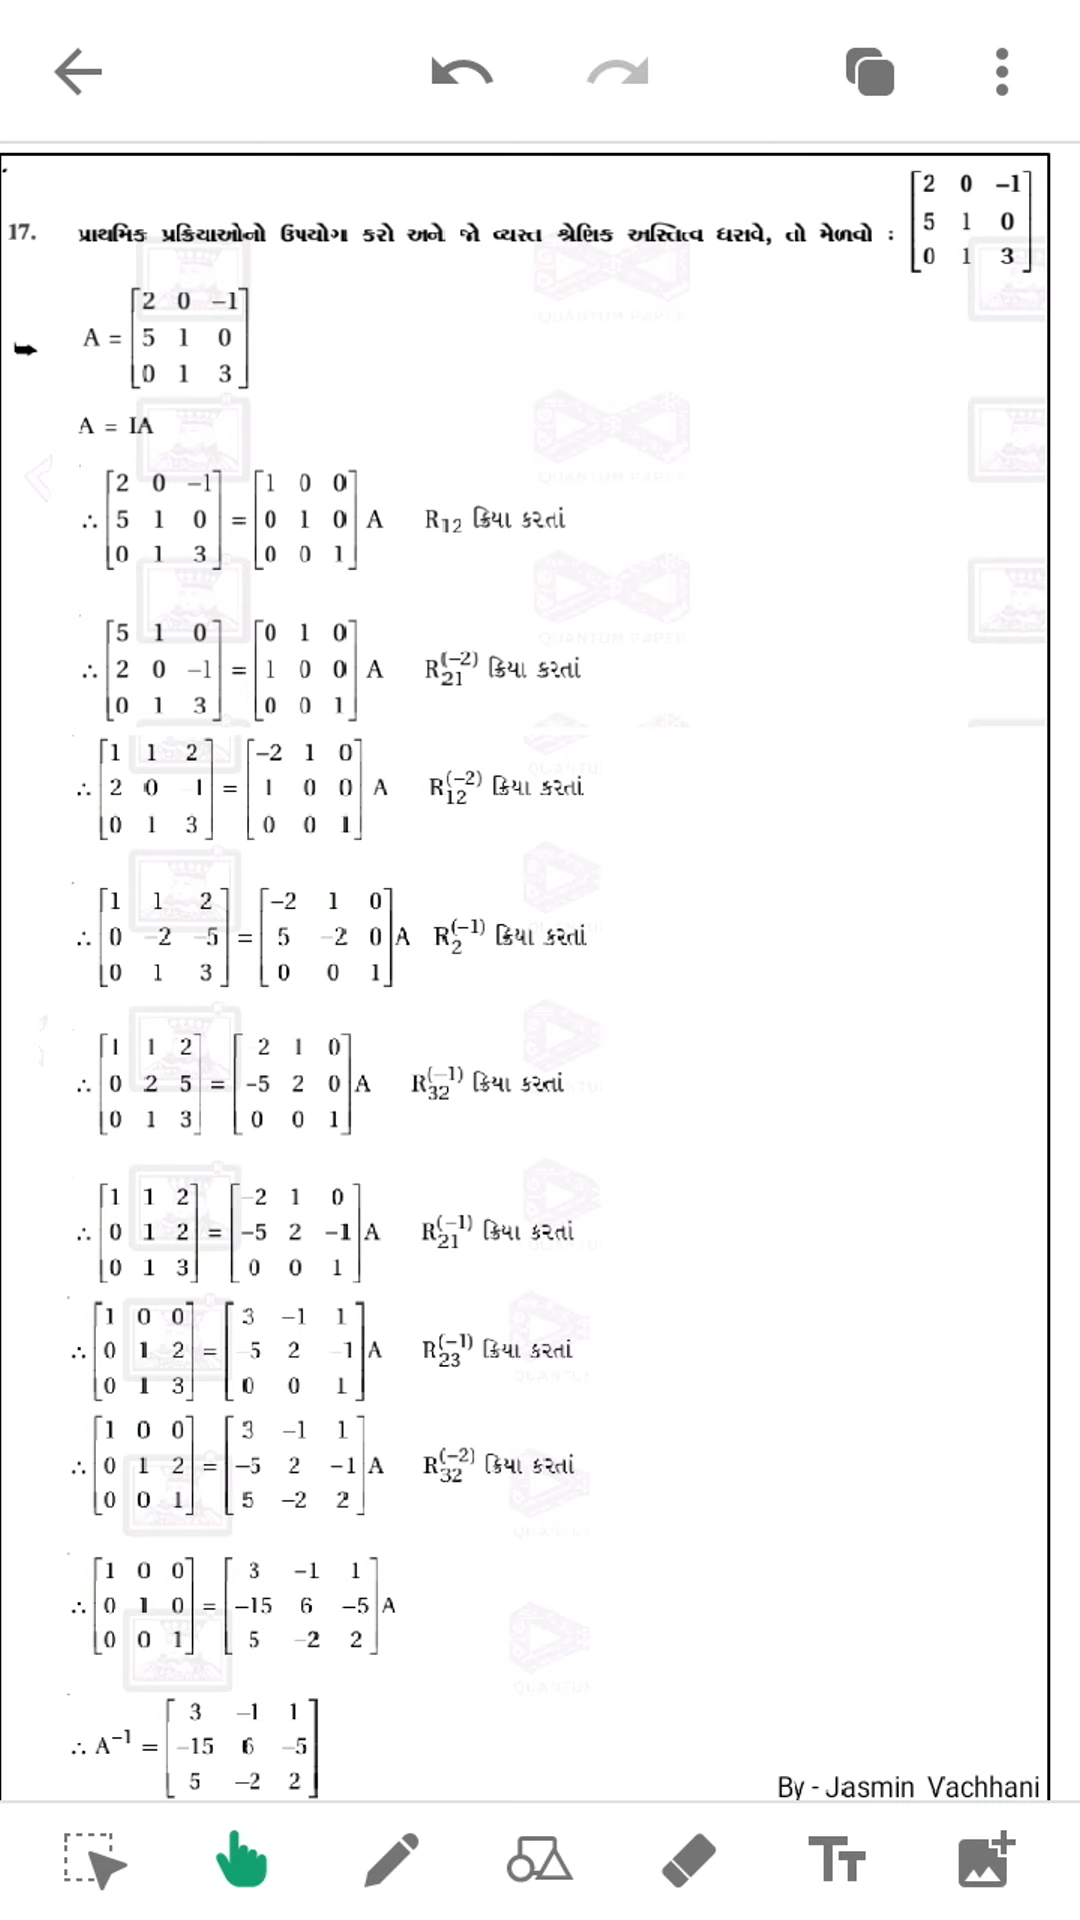 17. પ્રાથમિક પ્રક્રિયાઓનો ઉપયોગ કરો અને જો વ્યસ્ત શ્રેણિક અસ્તિત્વ ધરાવે, તો મેળવો : [2 0 –1; 5 1 0; 0 1 3]
➥ A = [2 0 –1; 5 1 0; 0 1 3]
A = IA
∴ [2 0 –1; 5 1 0; 0 1 3] = [1 0 0; 0 1 0; 0 0 1] A R12 ક્રિયા કરતાં
∴ [5 1 0; 2 0 –1; 0 1 3] = [0 1 0; 1 0 0; 0 0 1] A R21^(–2) ક્રિયા કરતાં
∴ [1 1 2; 2 0 1; 0 1 3] = [–2 1 0; 1 0 0; 0 0 1] A R12^(–2) ક્રિયા કરતાં
∴ [1 1 2; 0 –2 –5; 0 1 3] = [–2 1 0; 5 –2 0; 0 0 1] A R2^(–1) ક્રિયા કરતાં
∴ [1 1 2; 0 2 5; 0 1 3] = [2 1 0; –5 2 0; 0 0 1] A R32^(–1) ક્રિયા કરતાં
∴ [1 1 2; 0 1 2; 0 1 3] = [–2 1 0; –5 2 –1; 0 0 1] A R21^(–1) ક્રિયા કરતાં
∴ [1 0 0; 0 1 2; 0 1 3] = [3 –1 1; –5 2 –1; 0 0 1] A R23^(–1) ક્રિયા કરતાં
∴ [1 0 0; 0 1 2; 0 0 1] = [3 –1 1; –5 2 –1; 5 –2 2] A R32^(–2) ક્રિયા કરતાં
∴ [1 0 0; 0 1 0; 0 0 1] = [3 –1 1; –15 6 –5; 5 –2 2] A
∴ A^–1 = [3 –1 1; –15 6 –5; 5 –2 2]
By - Jasmin Vachhani
TT